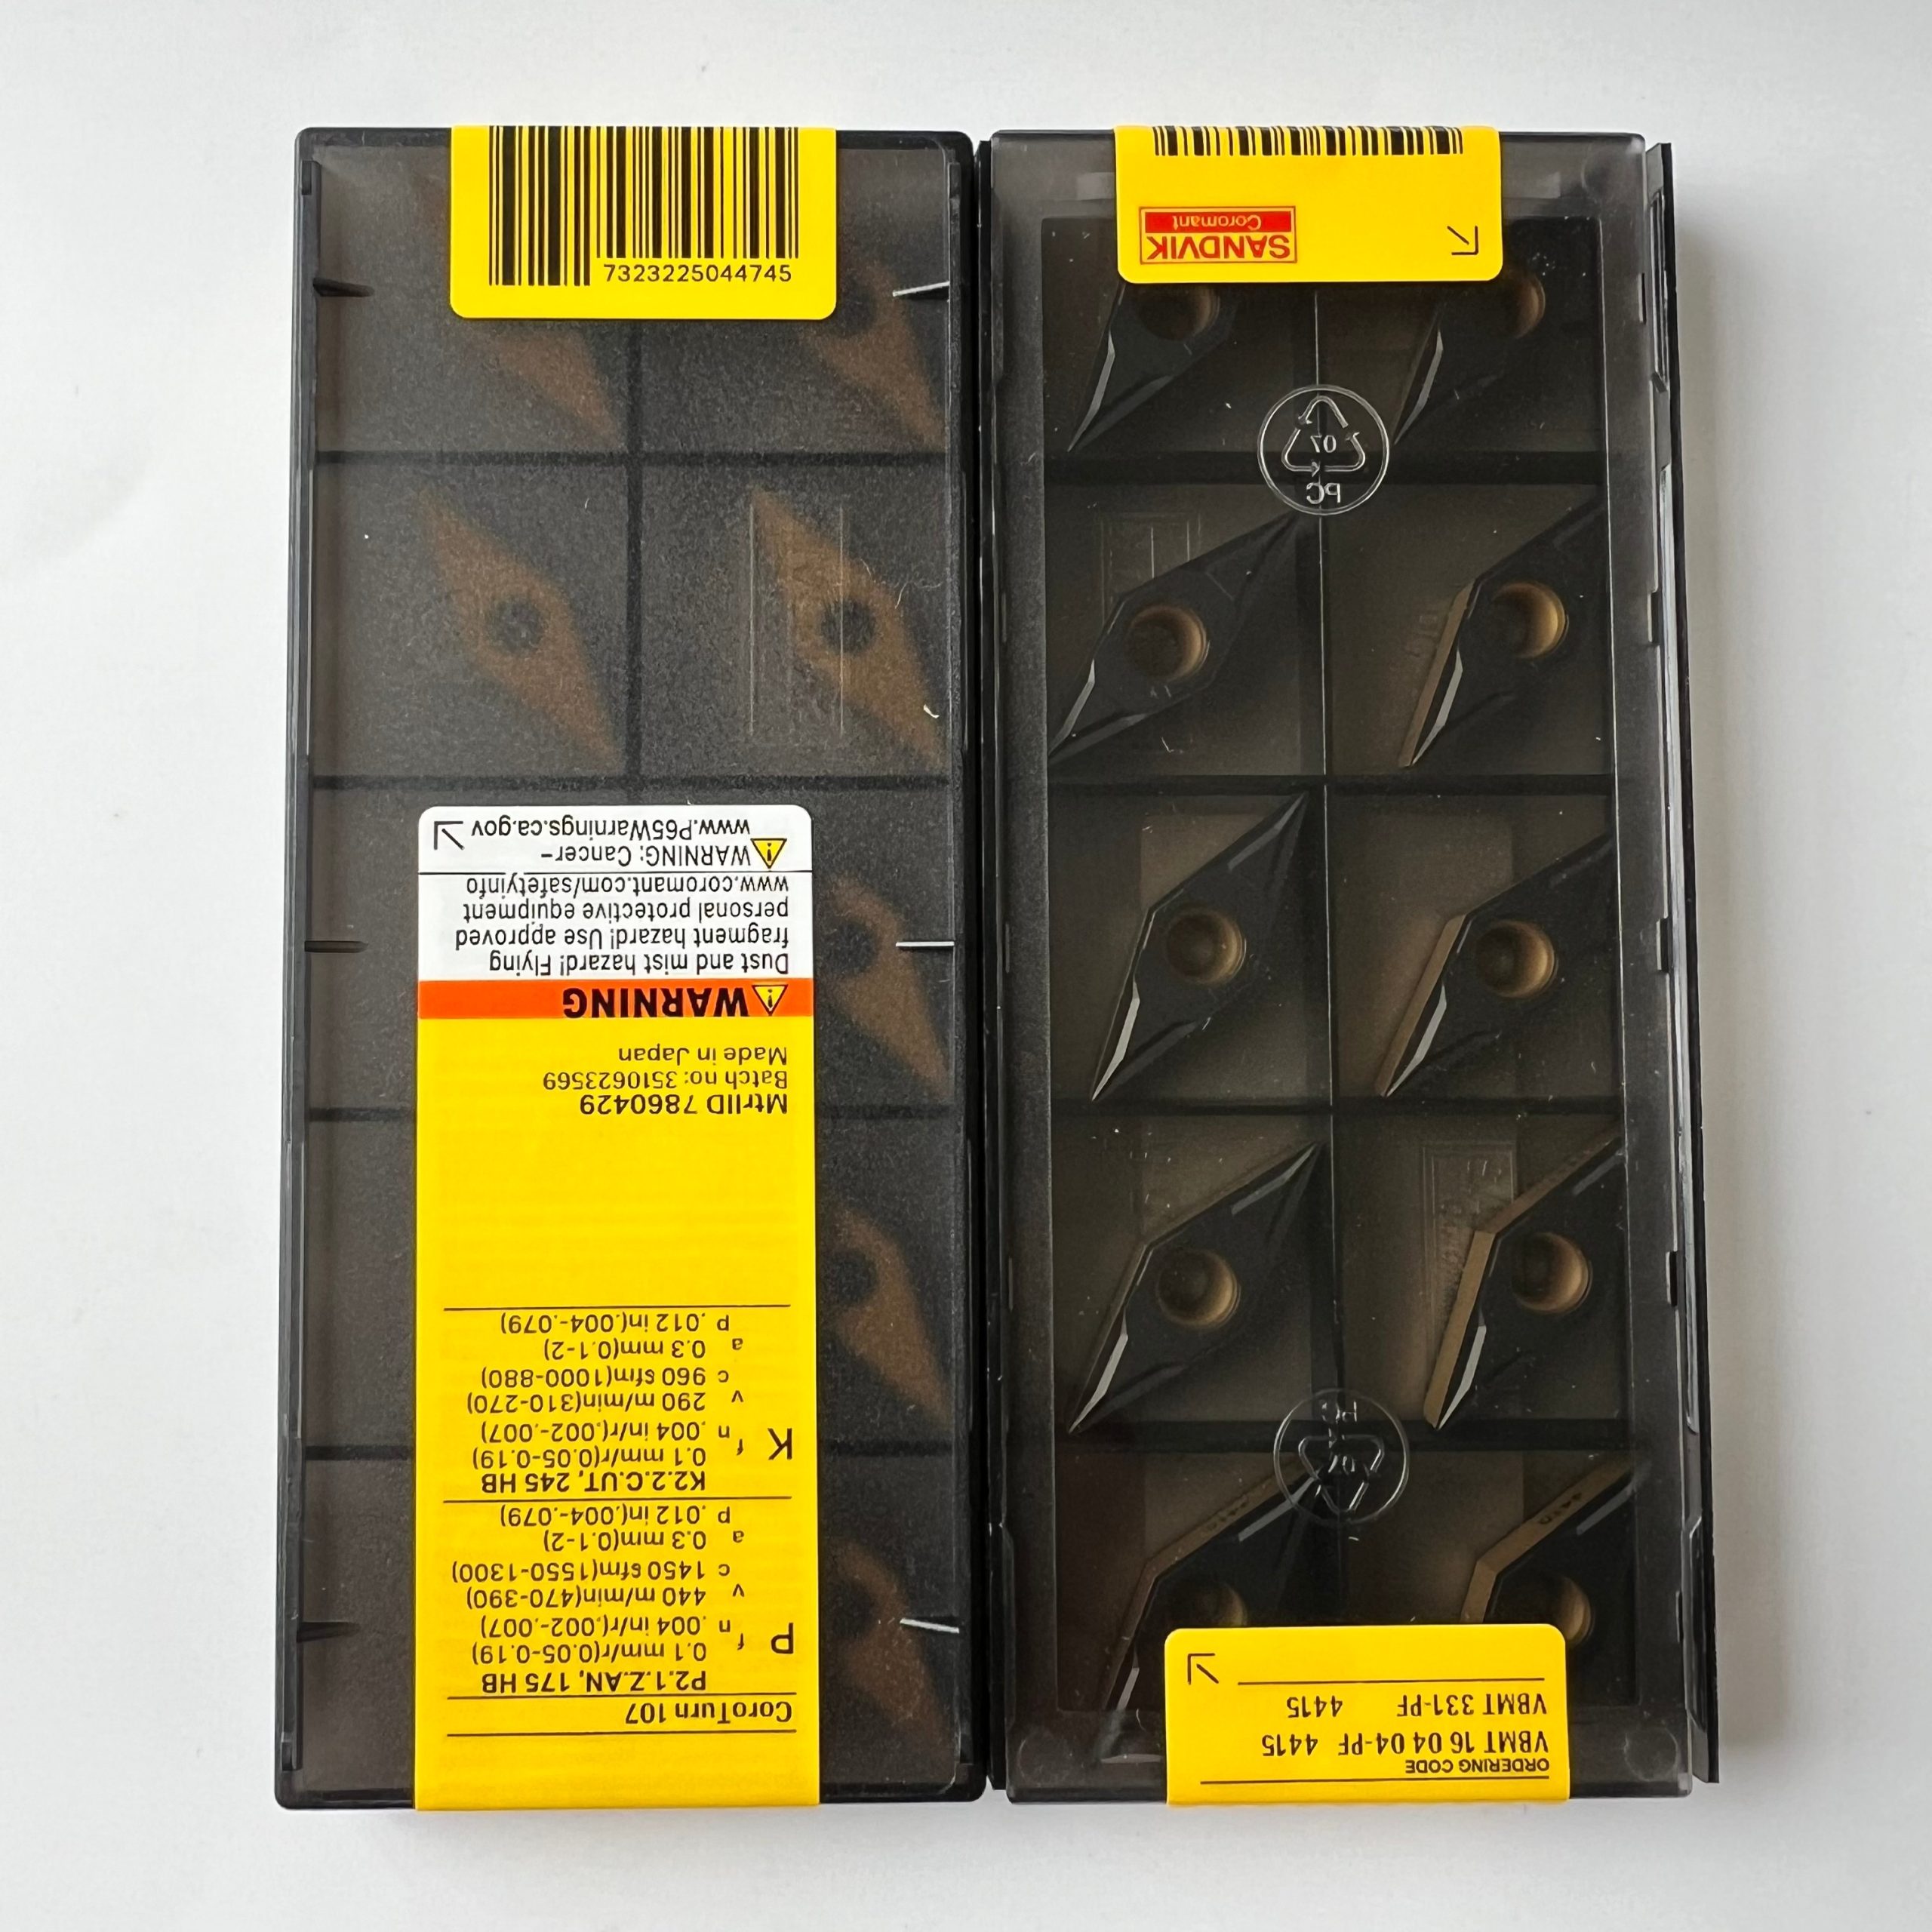 7323225044745
CoroTurn 107
P2.1.Z.AN, 175 HB
P
f 0.1 mm/r(0.05-0.19)
n .004 in/r(.002-.007)
v 440 m/min(470-390)
c 1450 sfm(1550-1300)
a 0.3 mm(0.1-2)
p .012 in(.004-.079)
K2.2.C.UT, 245 HB
K
f 0.1 mm/r(0.05-0.19)
n .004 in/r(.002-.007)
v 290 m/min(310-270)
c 960 sfm(1000-880)
a 0.3 mm(0.1-2)
p .012 in(.004-.079)
MtrlID 7860429
Batch no: 3510623569
Made in Japan
WARNING
Dust and mist hazard! Flying
fragment hazard! Use approved
personal protective equipment
www.coromant.com/safetyinfo
WARNING: Cancer-
www.P65Warnings.ca.gov
SANDVIK
Coromant
07
PC
07
PC
ORDERING CODE
VBMT 16 04 04-PF 4415
VBMT 331-PF 4415